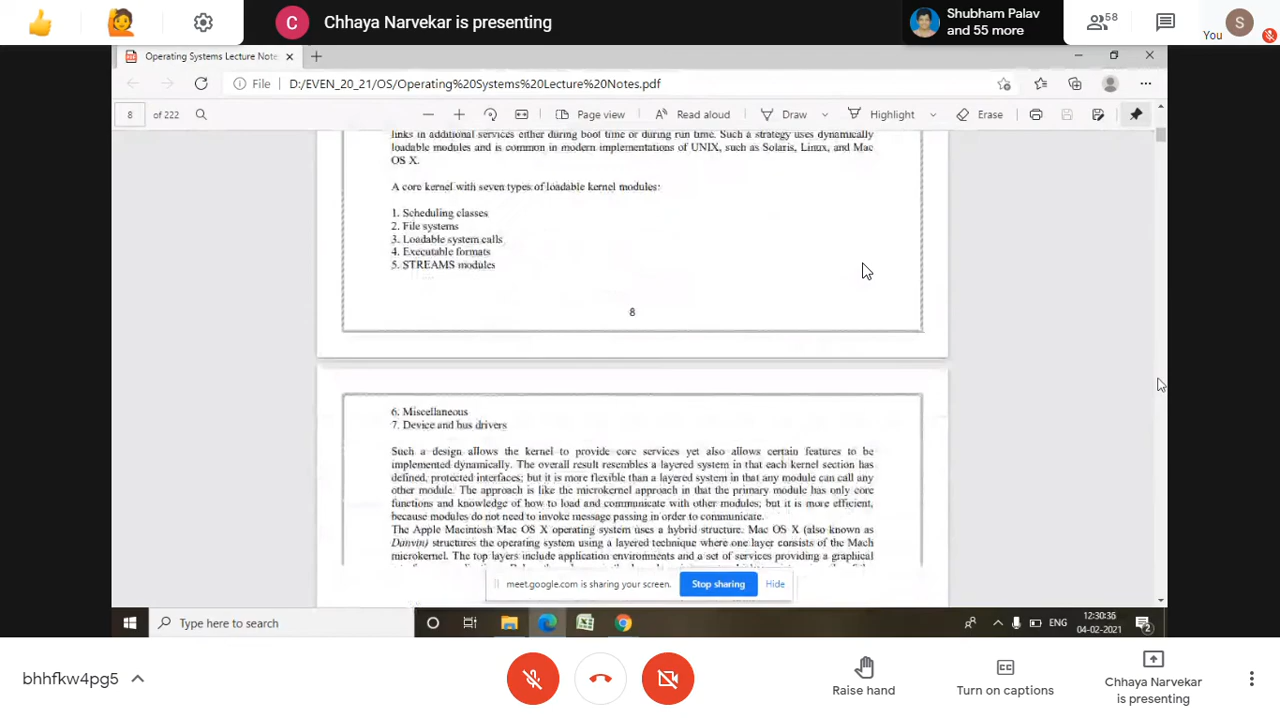 C
Chhaya Narvekar is presenting
Shubham Palav
and 55 more
58
S
You
Operating Systems Lecture Note
File
D:/EVEN_20_21/OS/Operating%20Systems%20Lecture%20Notes.pdf
8
of 222
Page view
Read aloud
Draw
Highlight
Erase
links in additional services either during boot time or during run time. Such a strategy uses dynamically
loadable modules and is common in modern implementations of UNIX, such as Solaris, Linux, and Mac
OS X.
A core kernel with seven types of loadable kernel modules:
1. Scheduling classes
2. File systems
3. Loadable system calls
4. Executable formats
5. STREAMS modules
8
6. Miscellaneous
7. Device and bus drivers
Such a design allows the kernel to provide core services yet also allows certain features to be
implemented dynamically. The overall result resembles a layered system in that each kernel section has
defined, protected interfaces; but it is more flexible than a layered system in that any module can call any
other module. The approach is like the microkernel approach in that the primary module has only core
functions and knowledge of how to load and communicate with other modules; but it is more efficient,
because modules do not need to invoke message passing in order to communicate.
The Apple Macintosh Mac OS X operating system uses a hybrid structure. Mac OS X (also known as
Darwin) structures the operating system using a layered technique where one layer consists of the Mach
microkernel. The top layers include application environments and a set of services providing a graphical
meet.google.com is sharing your screen.
Stop sharing
Hide
Type here to search
ENG
12:30:36
04-02-2021
2
bhhfkw4pg5
Raise hand
Turn on captions
Chhaya Narvekar
is presenting